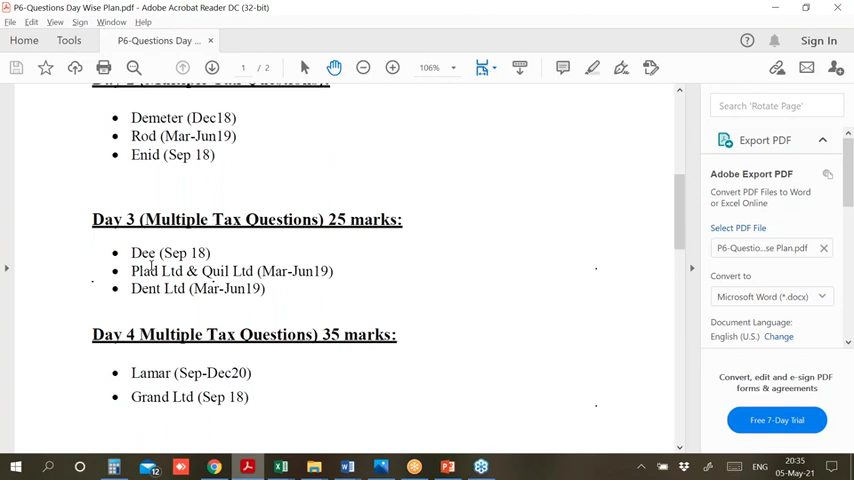 P6-Questions Day Wise Plan.pdf - Adobe Acrobat Reader DC (32-bit)
File Edit View Sign Window Help
Home Tools P6-Questions Day ... × Sign In
1 / 2 106%
Day 2 (Multiple Tax Questions):
• Demeter (Dec18)
• Rod (Mar-Jun19)
• Enid (Sep 18)
Day 3 (Multiple Tax Questions) 25 marks:
• Dee (Sep 18)
• Plad Ltd & Quil Ltd (Mar-Jun19)
• Dent Ltd (Mar-Jun19)
Day 4 Multiple Tax Questions) 35 marks:
• Lamar (Sep-Dec20)
• Grand Ltd (Sep 18)
Search 'Rotate Page'
Export PDF
Adobe Export PDF
Convert PDF Files to Word
or Excel Online
Select PDF File
P6-Questio...se Plan.pdf
Convert to
Microsoft Word (*.docx)
Document Language:
English (U.S.) Change
Convert, edit and e-sign PDF
forms & agreements
Free 7-Day Trial
12
ENG
20:35
05-May-21